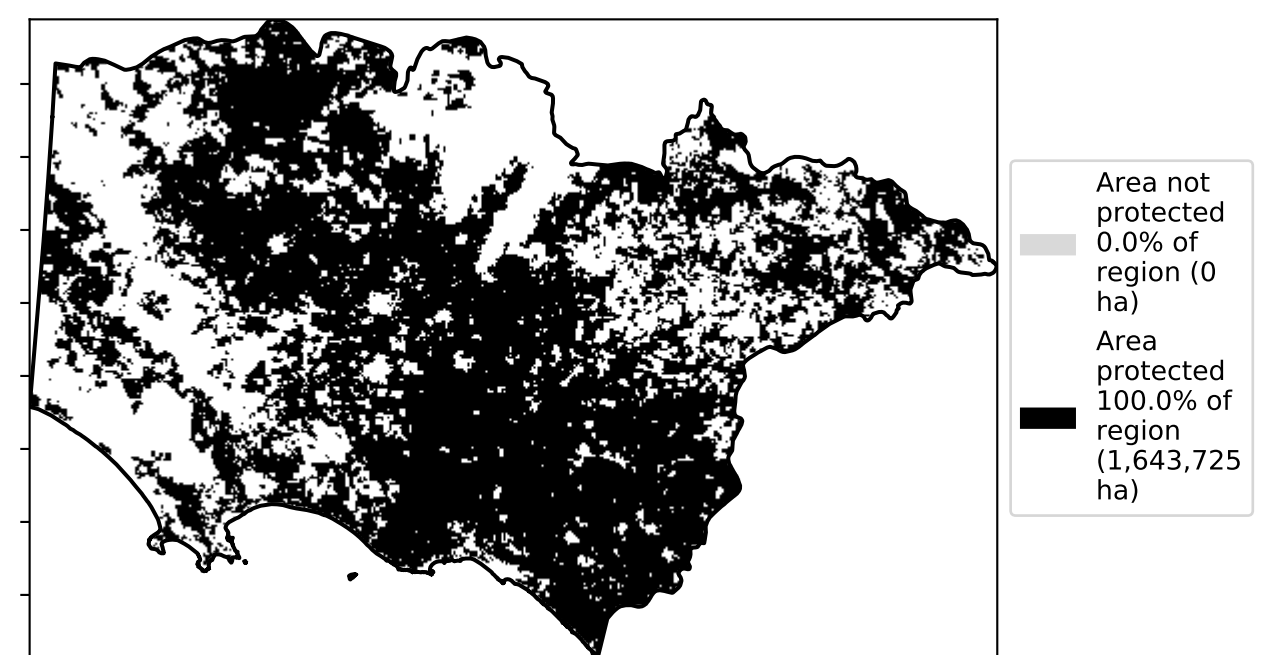 Area not
protected
0.0% of
region (0
ha)
Area
protected
100.0% of
region
(1,643,725
ha)